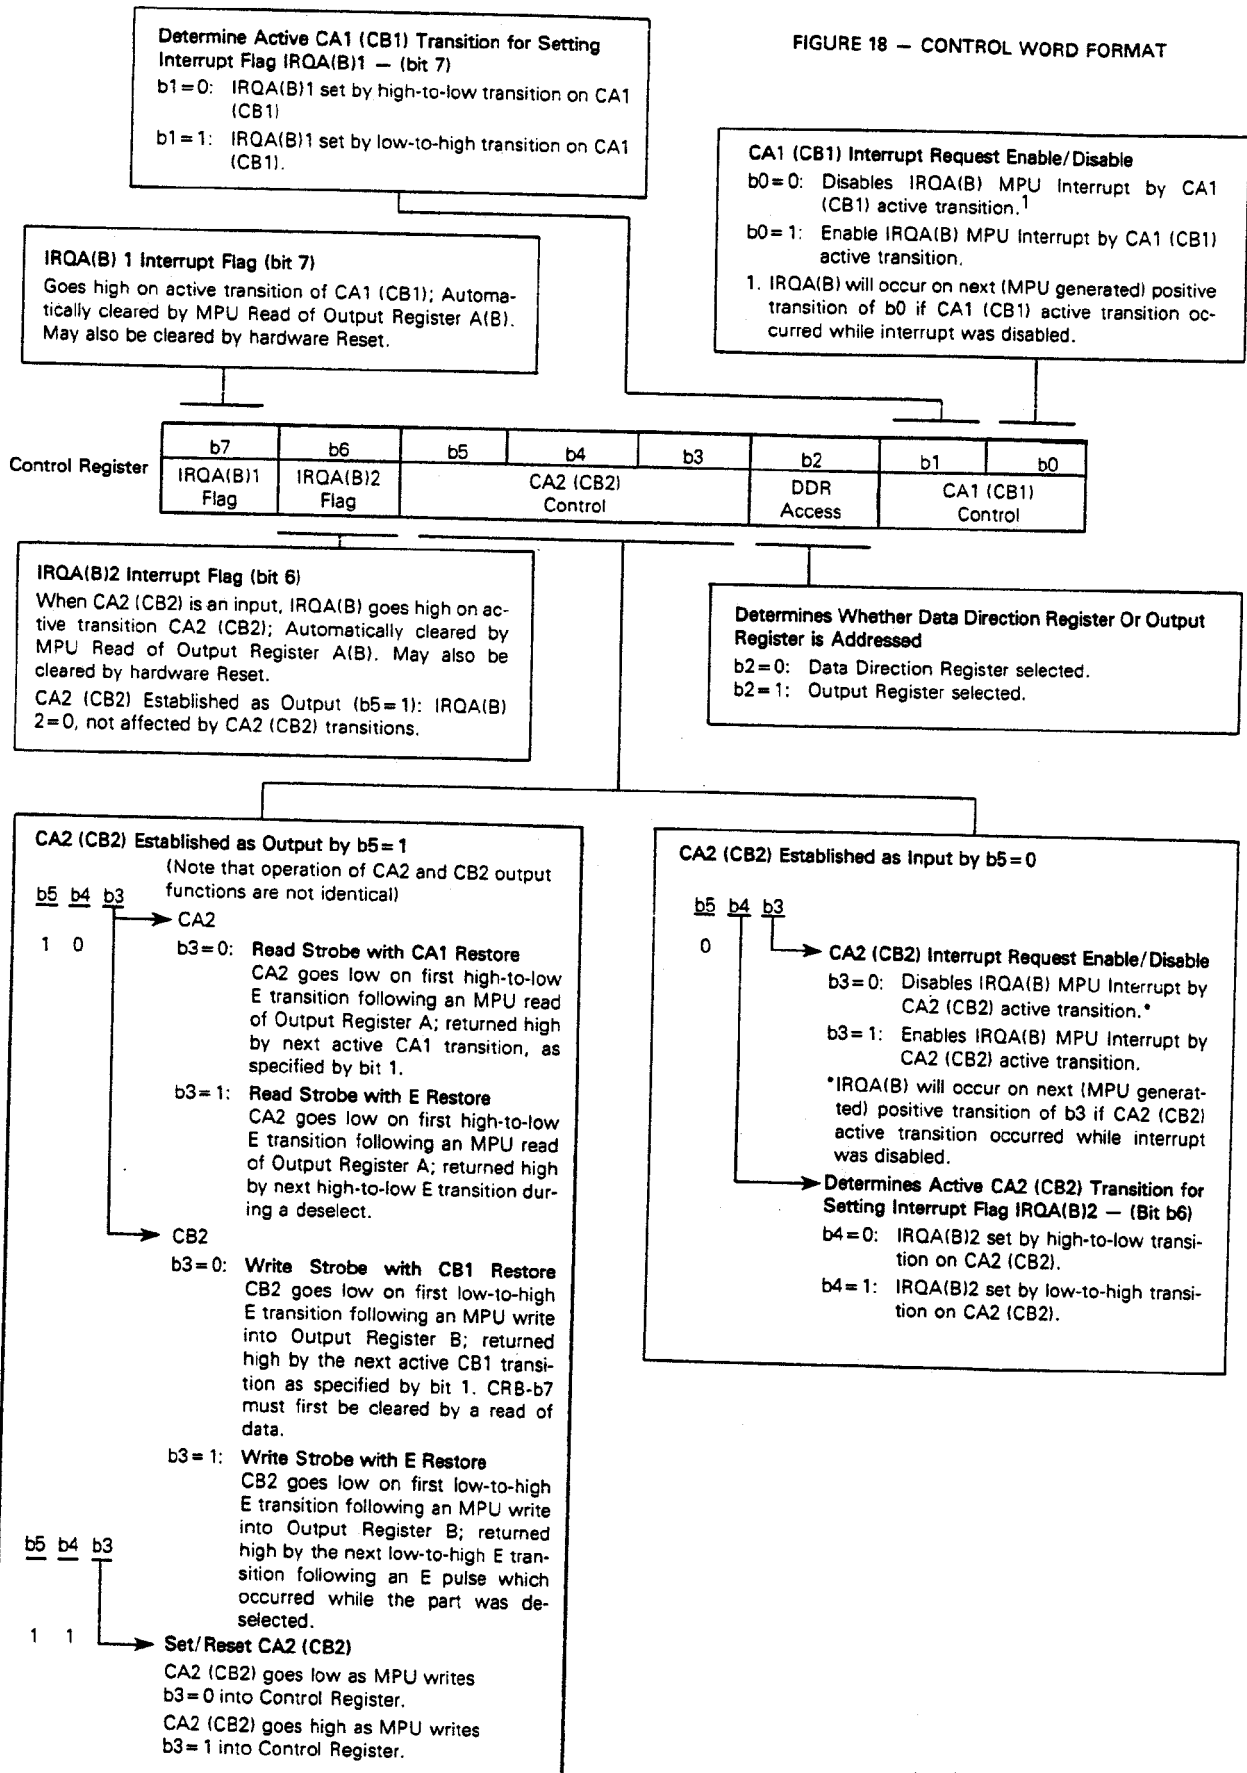 FIGURE 18 — CONTROL WORD FORMAT
Determine Active CA1 (CB1) Transition for Setting
Interrupt Flag IRQA(B)1 — (bit 7)
b1=0: IRQA(B)1 set by high-to-low transition on CA1
(CB1)
b1=1: IRQA(B)1 set by low-to-high transition on CA1
(CB1).
CA1 (CB1) Interrupt Request Enable/Disable
b0=0: Disables IRQA(B) MPU Interrupt by CA1
(CB1) active transition.1
b0=1: Enable IRQA(B) MPU Interrupt by CA1 (CB1)
active transition.
1. IRQA(B) will occur on next (MPU generated) positive
transition of b0 if CA1 (CB1) active transition oc-
curred while interrupt was disabled.
IRQA(B) 1 Interrupt Flag (bit 7)
Goes high on active transition of CA1 (CB1); Automa-
tically cleared by MPU Read of Output Register A(B).
May also be cleared by hardware Reset.
Control Register
b7 b6 b5 b4 b3 b2 b1 b0
IRQA(B)1 IRQA(B)2 CA2 (CB2) DDR CA1 (CB1)
Flag Flag Control Access Control
IRQA(B)2 Interrupt Flag (bit 6)
When CA2 (CB2) is an input, IRQA(B) goes high on ac-
tive transition CA2 (CB2); Automatically cleared by
MPU Read of Output Register A(B). May also be
cleared by hardware Reset.
CA2 (CB2) Established as Output (b5=1): IRQA(B)
2=0, not affected by CA2 (CB2) transitions.
Determines Whether Data Direction Register Or Output
Register is Addressed
b2=0: Data Direction Register selected.
b2=1: Output Register selected.
CA2 (CB2) Established as Output by b5=1
(Note that operation of CA2 and CB2 output
functions are not identical)
b5 b4 b3
CA2
1 0
b3=0: Read Strobe with CA1 Restore
CA2 goes low on first high-to-low
E transition following an MPU read
of Output Register A; returned high
by next active CA1 transition, as
specified by bit 1.
b3=1: Read Strobe with E Restore
CA2 goes low on first high-to-low
E transition following an MPU read
of Output Register A; returned high
by next high-to-low E transition dur-
ing a deselect.
CB2
b3=0: Write Strobe with CB1 Restore
CB2 goes low on first low-to-high
E transition following an MPU write
into Output Register B; returned
high by the next active CB1 transi-
tion as specified by bit 1. CRB-b7
must first be cleared by a read of
data.
b3=1: Write Strobe with E Restore
CB2 goes low on first low-to-high
E transition following an MPU write
into Output Register B; returned
high by the next low-to-high E tran-
sition following an E pulse which
occurred while the part was de-
selected.
b5 b4 b3
1 1
Set/Reset CA2 (CB2)
CA2 (CB2) goes low as MPU writes
b3=0 into Control Register.
CA2 (CB2) goes high as MPU writes
b3=1 into Control Register.
CA2 (CB2) Established as Input by b5=0
b5 b4 b3
0
CA2 (CB2) Interrupt Request Enable/Disable
b3=0: Disables IRQA(B) MPU Interrupt by
CA2 (CB2) active transition.*
b3=1: Enables IRQA(B) MPU Interrupt by
CA2 (CB2) active transition.
*IRQA(B) will occur on next (MPU generat-
ted) positive transition of b3 if CA2 (CB2)
active transition occurred while interrupt
was disabled.
Determines Active CA2 (CB2) Transition for
Setting Interrupt Flag IRQA(B)2 — (Bit b6)
b4=0: IRQA(B)2 set by high-to-low transi-
tion on CA2 (CB2).
b4=1: IRQA(B)2 set by low-to-high transi-
tion on CA2 (CB2).